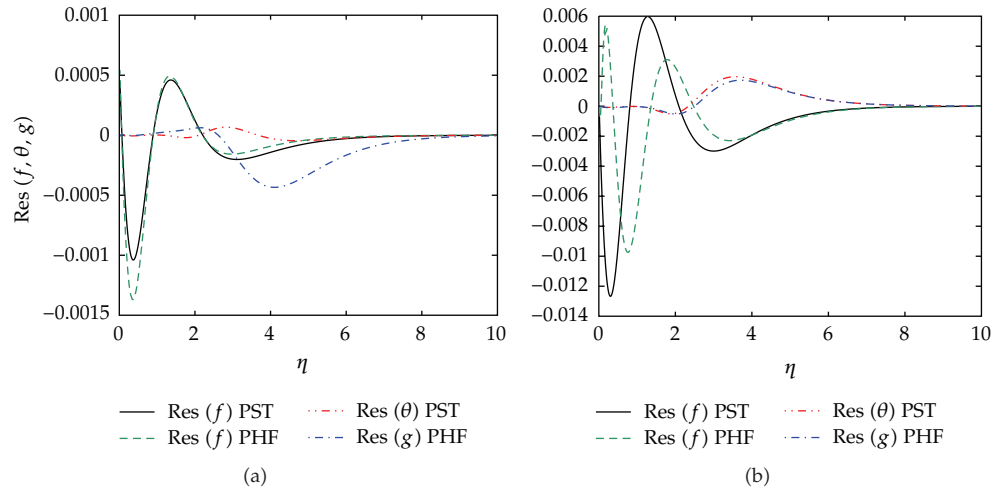 0.001
0.0005
0
−0.0005
−0.001
−0.0015
Res (f, θ, g)
0 2 4 6 8 10
η
Res (f) PST
Res (θ) PST
Res (f) PHF
Res (g) PHF
(a)
0.006
0.004
0.002
0
−0.002
−0.004
−0.006
−0.008
−0.01
−0.012
−0.014
0 2 4 6 8 10
η
Res (f) PST
Res (θ) PST
Res (f) PHF
Res (g) PHF
(b)